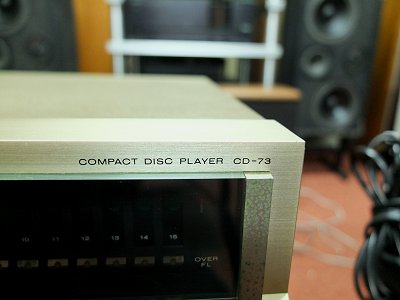 COMPACT DISC PLAYER CD-73
10 11 12 13 14 15 OVER
FL